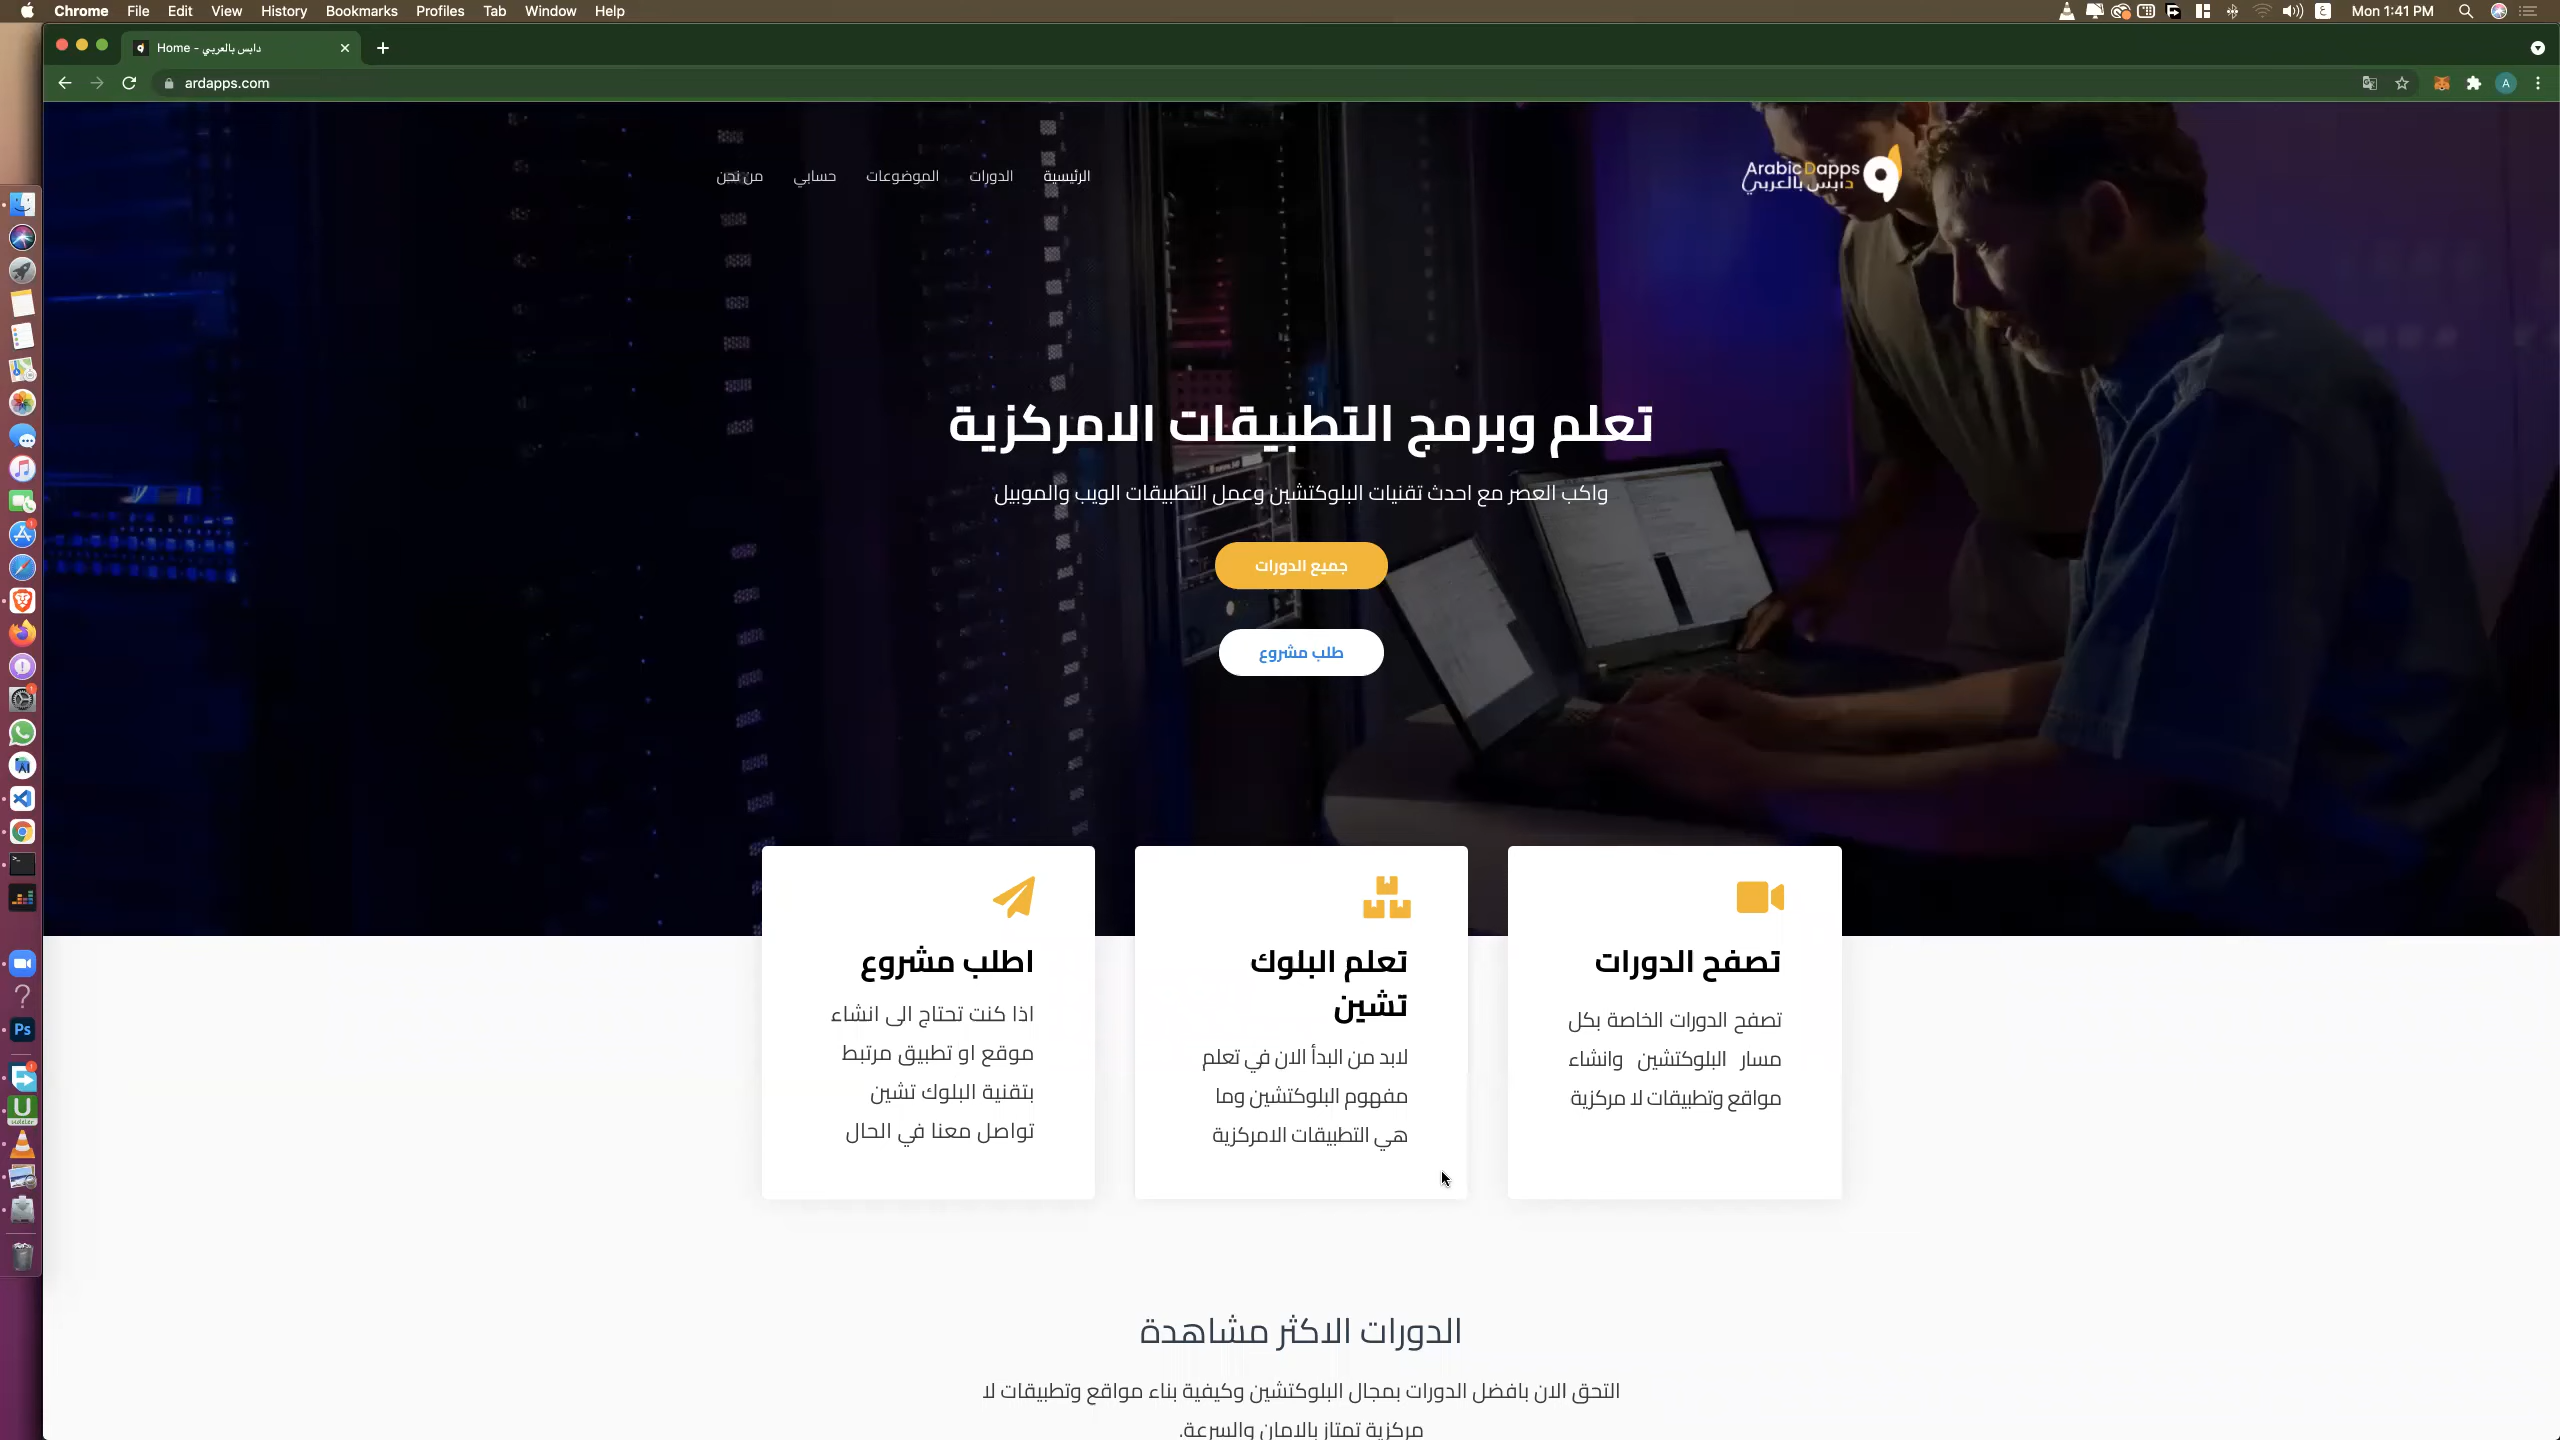 Chrome File Edit View History Bookmarks Profiles Tab Window Help
Mon 1:41 PM
Home - دابس بالعربي
ardapps.com
A
Arabic Dapps
دابس بالعربي
الرئيسية الدورات الموضوعات حسابي من نحن
تعلم وبرمج التطبيقات الامركزية
واكب العصر مع احدث تقنيات البلوكتشين وعمل التطبيقات الويب والموبيل
جميع الدورات
طلب مشروع
تصفح الدورات
تصفح الدورات الخاصة بكل
مسار البلوكتشين وانشاء
مواقع وتطبيقات لا مركزية
تعلم البلوك
تشين
لابد من البدأ الان في تعلم
مفهوم البلوكتشين وما
هي التطبيقات الامركزية
اطلب مشروع
اذا كنت تحتاج الى انشاء
موقع او تطبيق مرتبط
بتقنية البلوك تشين
تواصل معنا في الحال
الدورات الاكثر مشاهدة
التحق الان بافضل الدورات بمجال البلوكتشين وكيفية بناء مواقع وتطبيقات لا
مركزية تمتاز بالامان والسرعة.
Ps